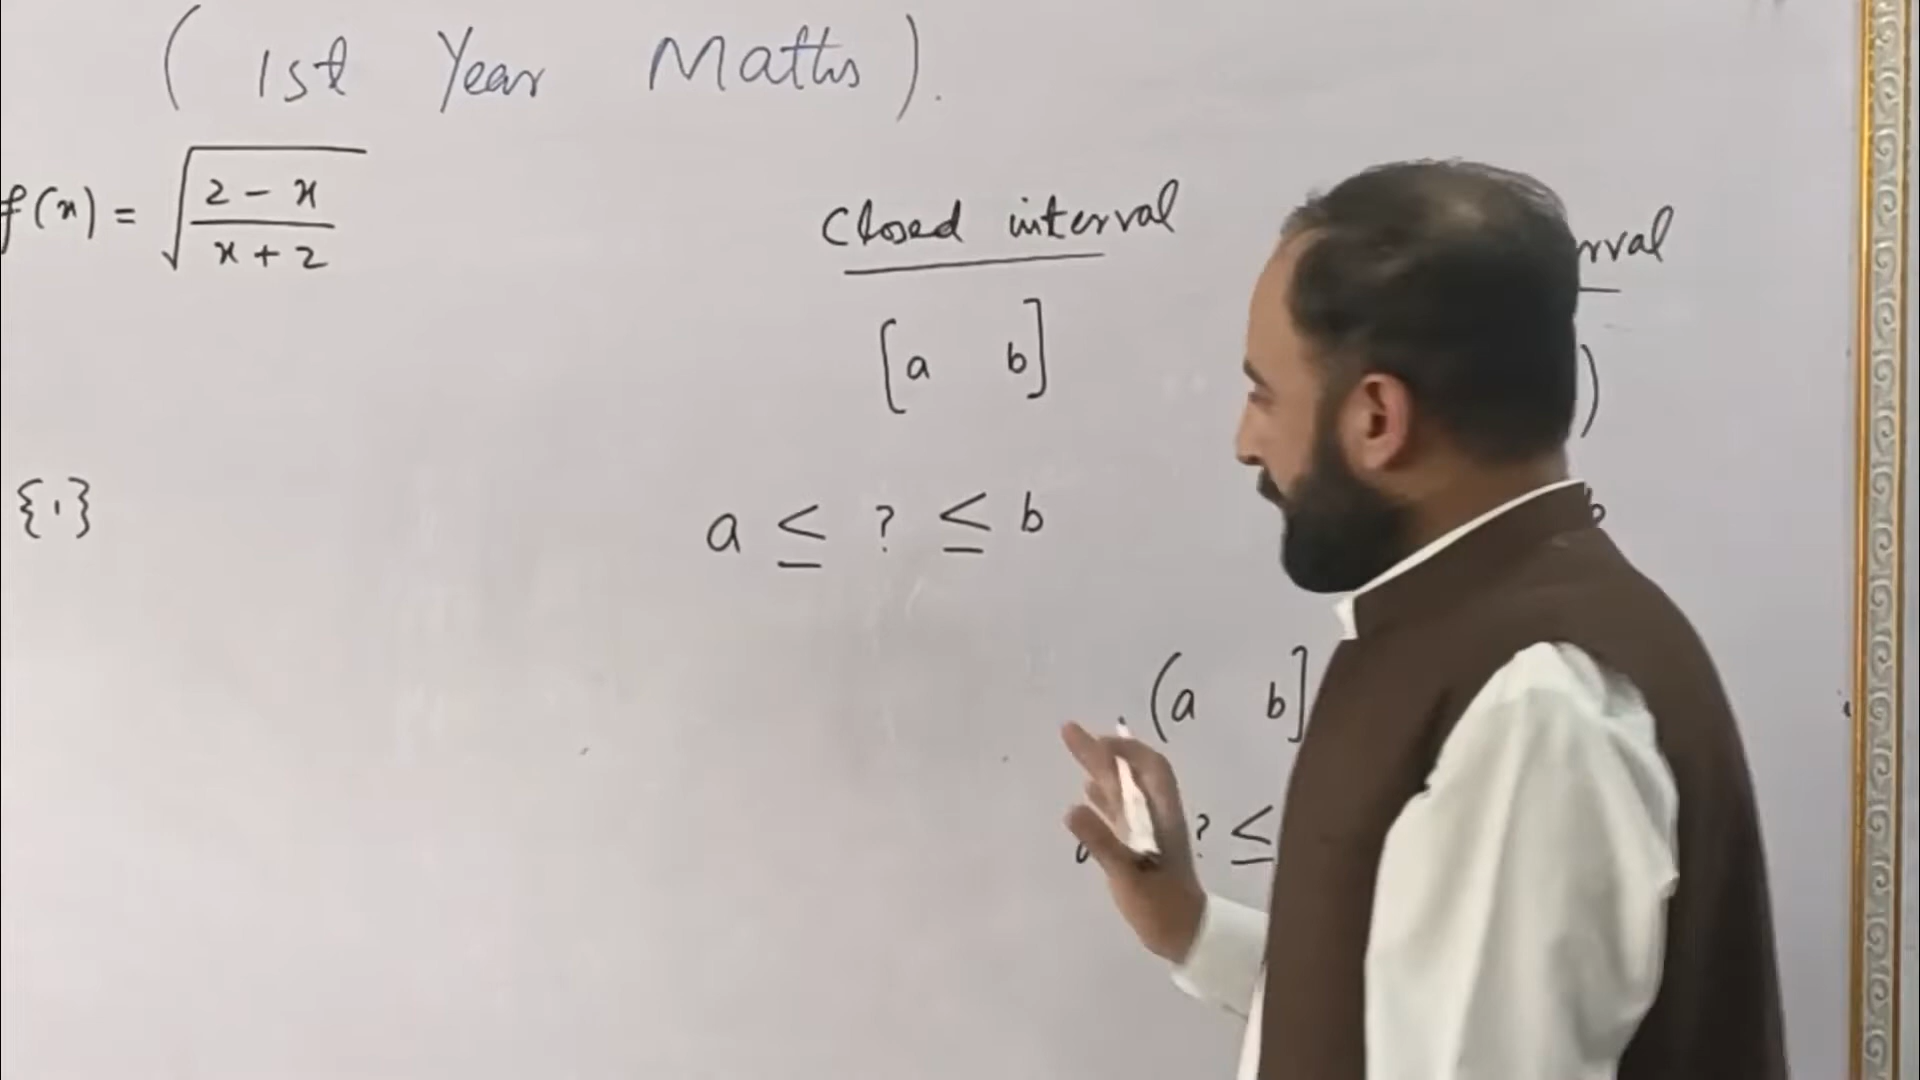 ( 1st Year Maths ).
f(x) = √((2 - x)/(x + 2))
Closed interval
[a b]
)
{1}
a ≤ ? ≤ b
b
(a b]
? ≤